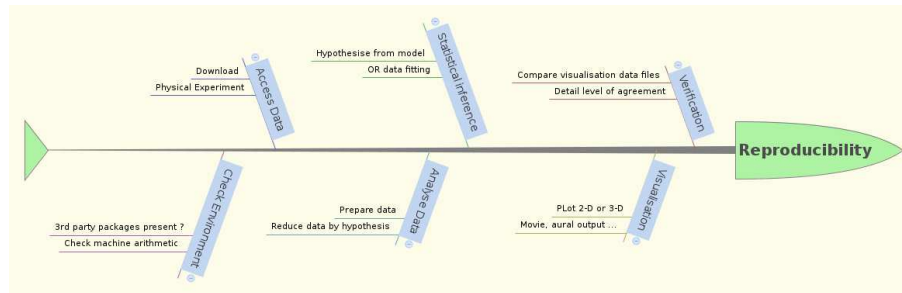 Download
Physical Experiment
Access Data
Hypothesise from model
OR data fitting
Statistical inference
Compare visualisation data files
Detail level of agreement
Verification
Reproducibility
3rd party packages present ?
Check machine arithmetic
Check Environment
Prepare data
Reduce data by hypothesis
Analyse Data
PLot 2-D or 3-D
Movie, aural output ...
Visualisation